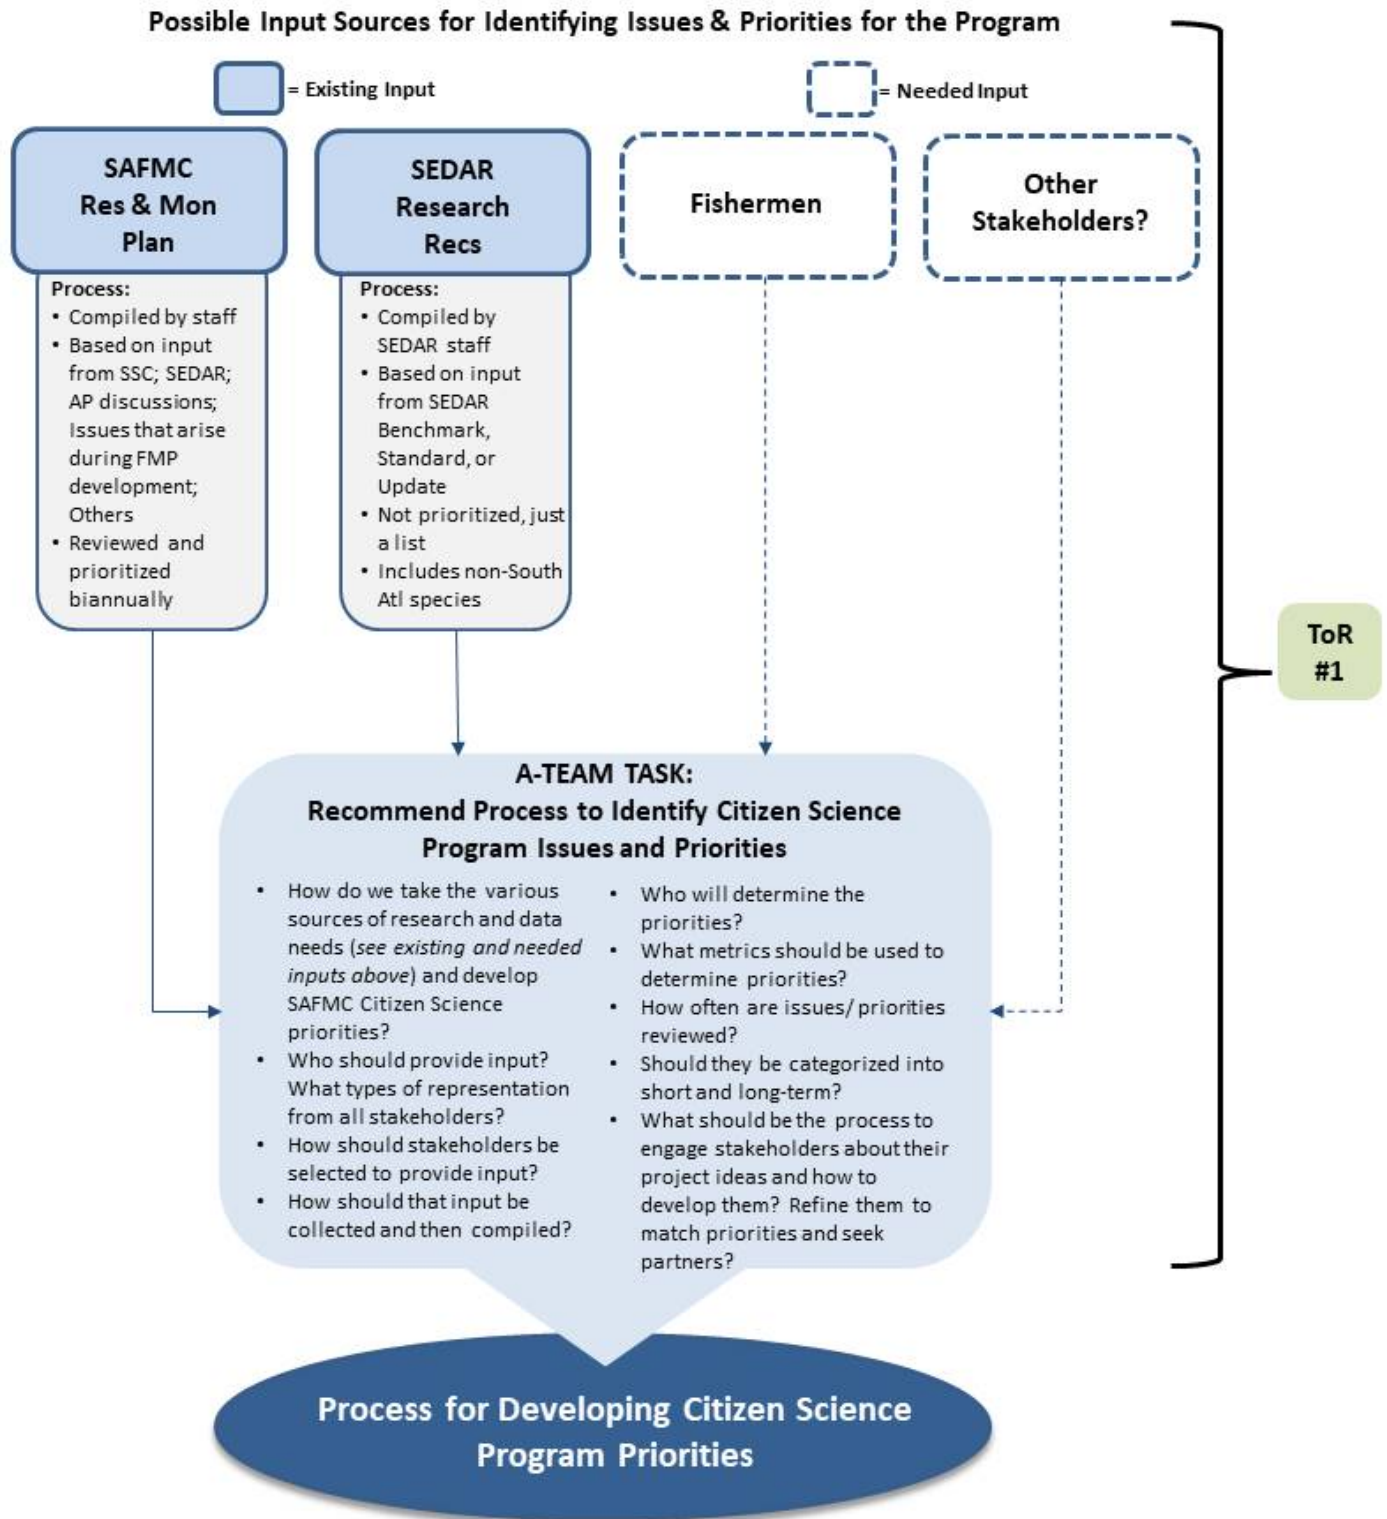 Possible Input Sources for Identifying Issues & Priorities for the Program
= Existing Input
= Needed Input
SAFMC
Res & Mon
Plan
Process:
• Compiled by staff
• Based on input
from SSC; SEDAR;
AP discussions;
Issues that arise
during FMP
development;
Others
• Reviewed and
prioritized
biannually
SEDAR
Research
Recs
Process:
• Compiled by
SEDAR staff
• Based on input
from SEDAR
Benchmark,
Standard, or
Update
• Not prioritized, just
a list
• Includes non-South
Atl species
Fishermen
Other
Stakeholders?
ToR
#1
A-TEAM TASK:
Recommend Process to Identify Citizen Science
Program Issues and Priorities
• How do we take the various
sources of research and data
needs (see existing and needed
inputs above) and develop
SAFMC Citizen Science
priorities?
• Who should provide input?
What types of representation
from all stakeholders?
• How should stakeholders be
selected to provide input?
• How should that input be
collected and then compiled?
• Who will determine the
priorities?
• What metrics should be used to
determine priorities?
• How often are issues/ priorities
reviewed?
• Should they be categorized into
short and long-term?
• What should be the process to
engage stakeholders about their
project ideas and how to
develop them? Refine them to
match priorities and seek
partners?
Process for Developing Citizen Science
Program Priorities